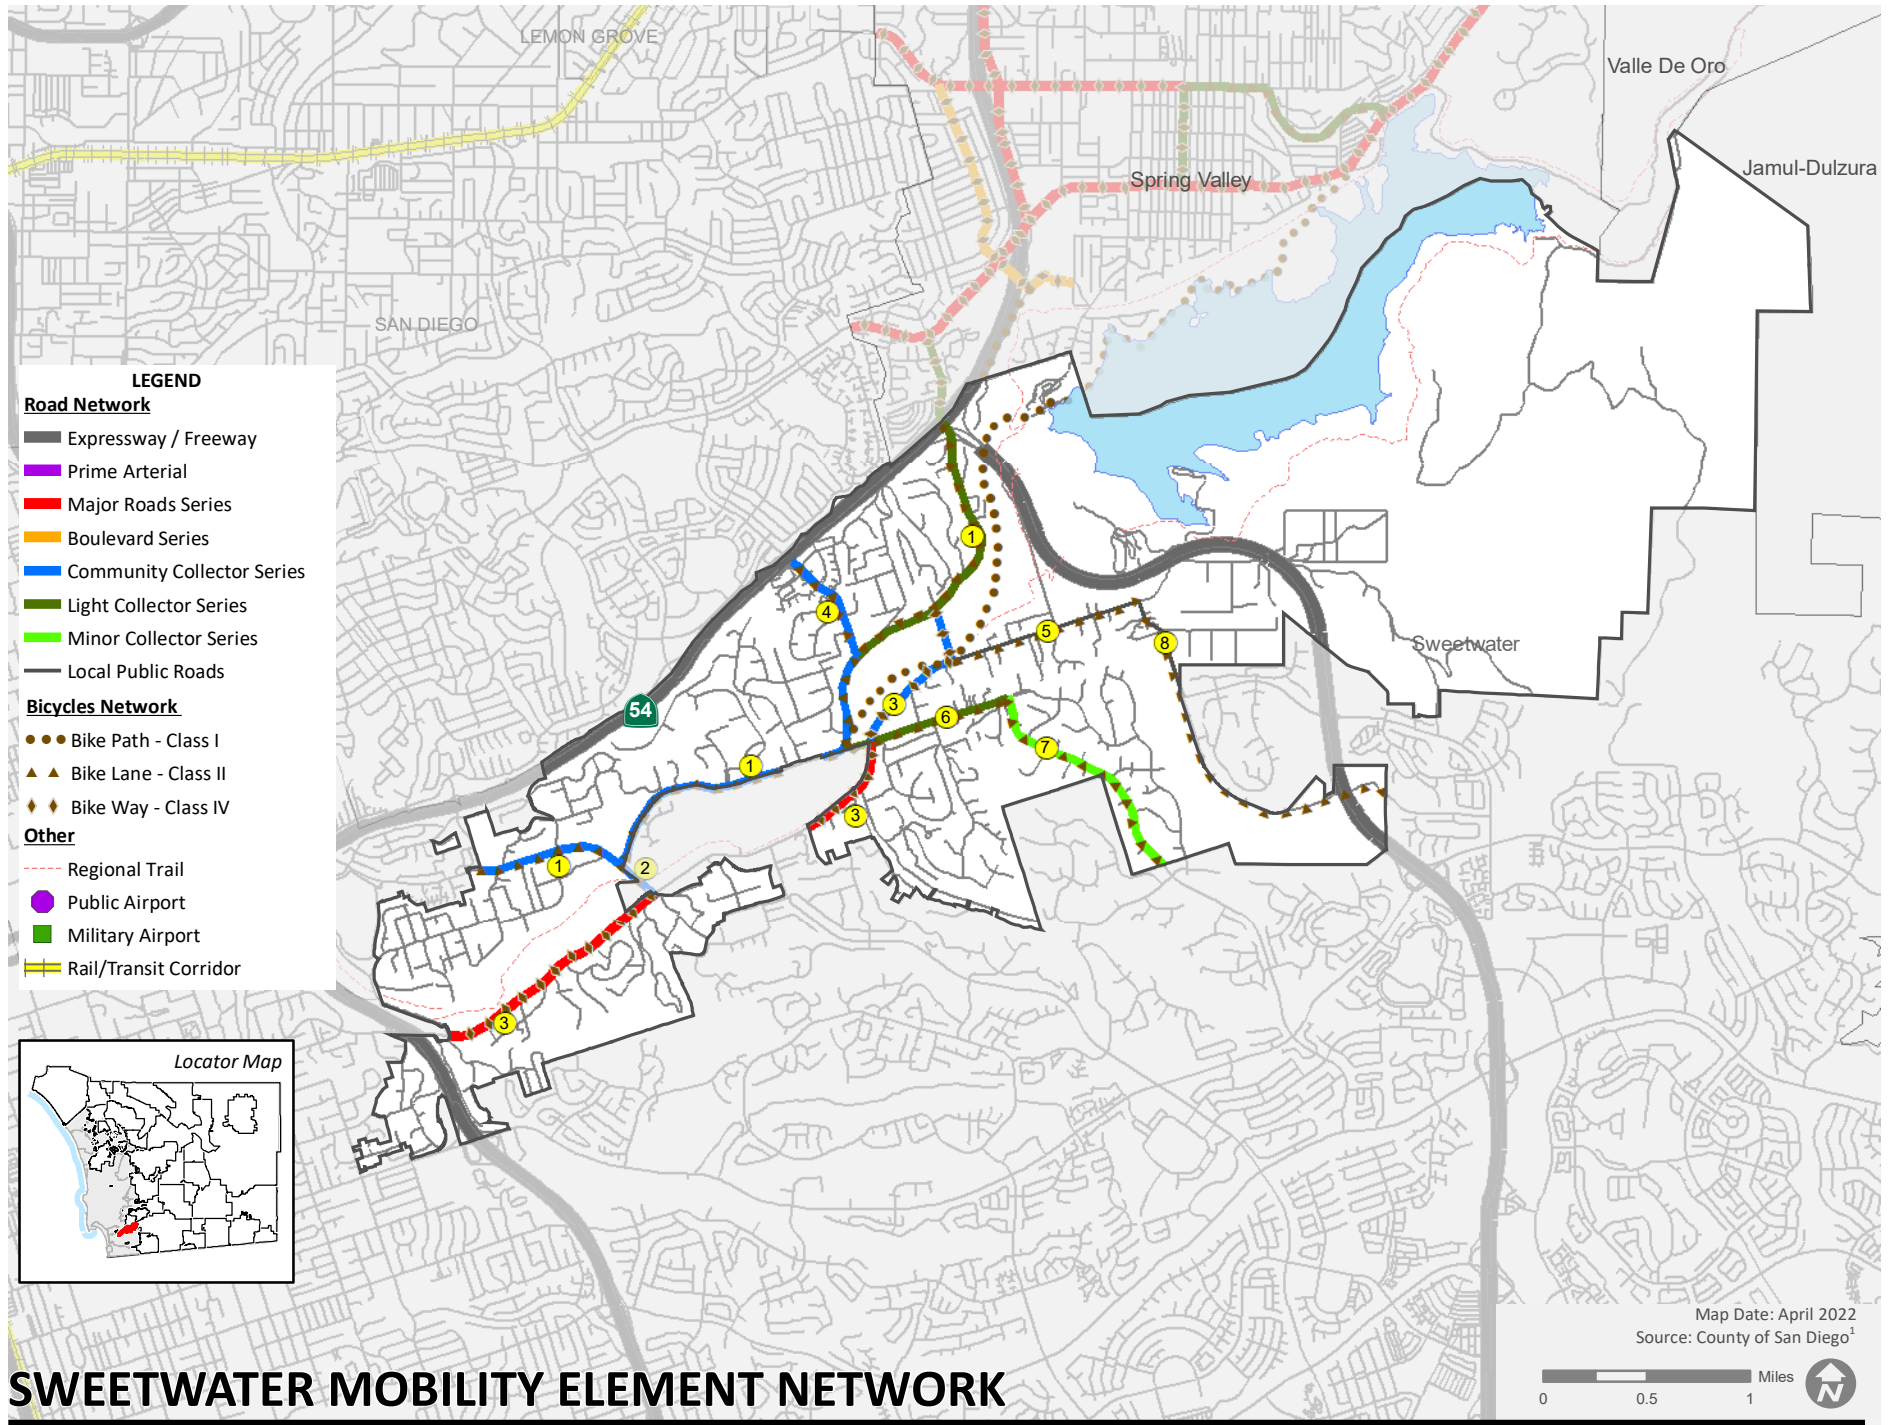 LEMON GROVE
Valle De Oro
Jamul-Dulzura
Spring Valley
SAN DIEGO
LEGEND
Road Network
Expressway / Freeway
Prime Arterial
Major Roads Series
Boulevard Series
Community Collector Series
Light Collector Series
Minor Collector Series
Local Public Roads
Bicycles Network
Bike Path - Class I
Bike Lane - Class II
Bike Way - Class IV
Other
Regional Trail
Public Airport
Military Airport
Rail/Transit Corridor
1
4
5
8
Sweetwater
54
3
6
7
1
3
1
2
3
Locator Map
Map Date: April 2022
Source: County of San Diego1
Miles
0 0.5 1
N
SWEETWATER MOBILITY ELEMENT NETWORK